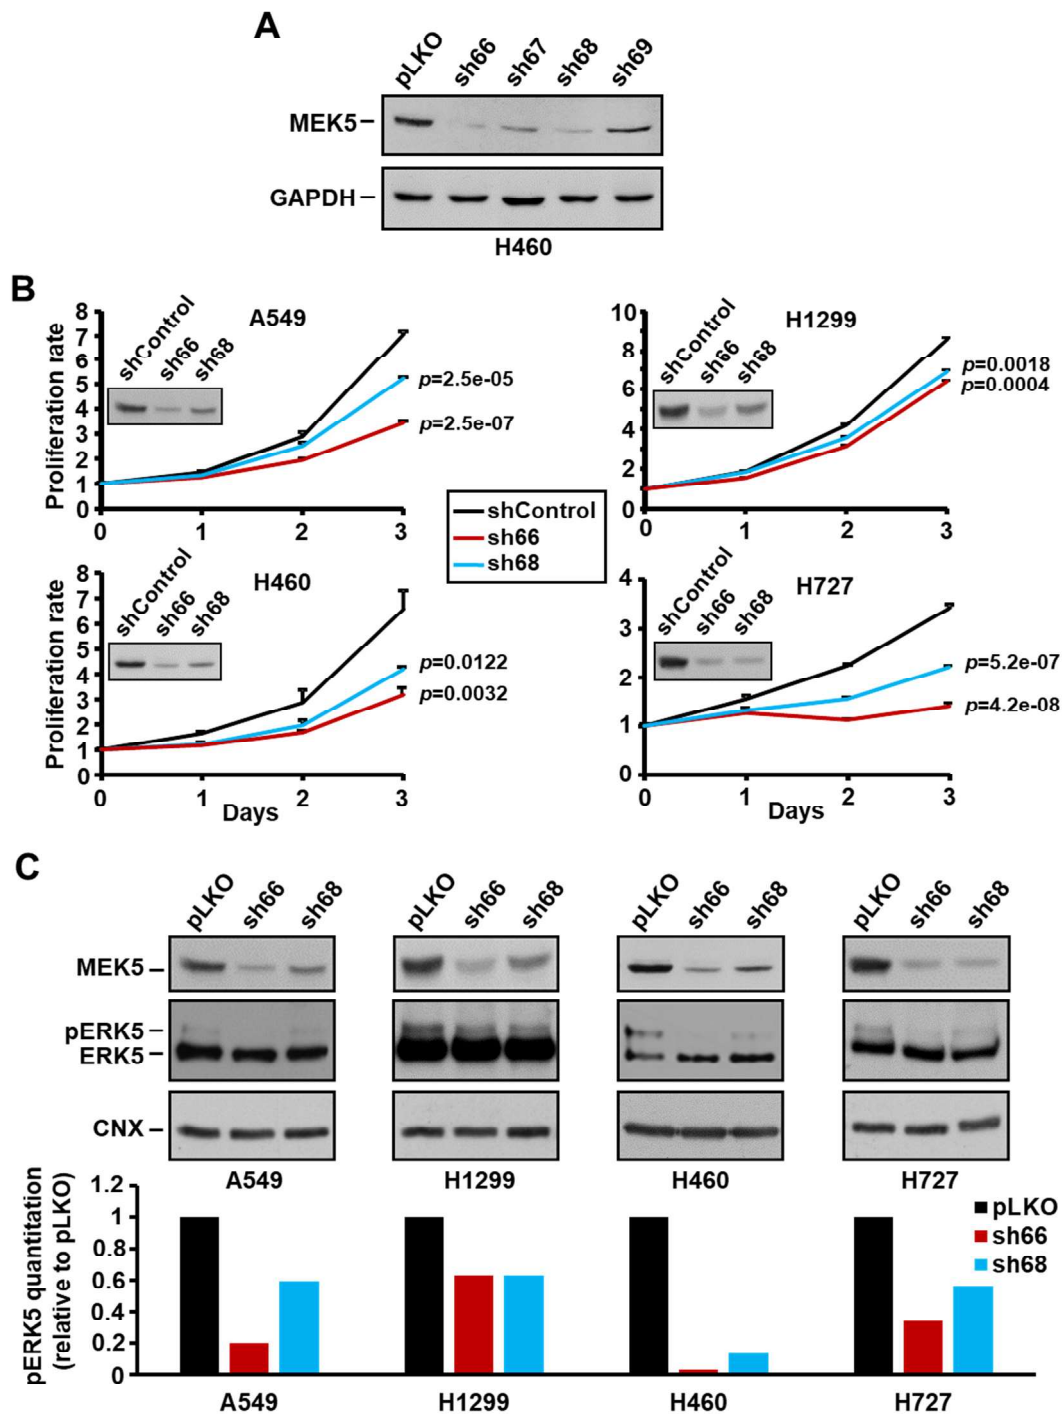 A
pLKO sh66 sh67 sh68 sh69
MEK5
GAPDH
H460
B
Proliferation rate
8
7
6
5
4
3
2
1
0
A549
shControl sh66 sh68
p=2.5e-05
p=2.5e-07
0 1 2 3
10
8
6
4
2
0
H1299
shControl sh66 sh68
p=0.0018
p=0.0004
0 1 2 3
shControl
sh66
sh68
Proliferation rate
8
7
6
5
4
3
2
1
0
H460
shControl sh66 sh68
p=0.0122
p=0.0032
0 1 2 3
Days
4
3
2
1
0
H727
shControl sh66 sh68
p=5.2e-07
p=4.2e-08
0 1 2 3
Days
C
pLKO sh66 sh68 pLKO sh66 sh68 pLKO sh66 sh68 pLKO sh66 sh68
MEK5
pERK5
ERK5
CNX
A549 H1299 H460 H727
pERK5 quantitation
(relative to pLKO)
1.2
1
0.8
0.6
0.4
0.2
0
pLKO
sh66
sh68
A549 H1299 H460 H727